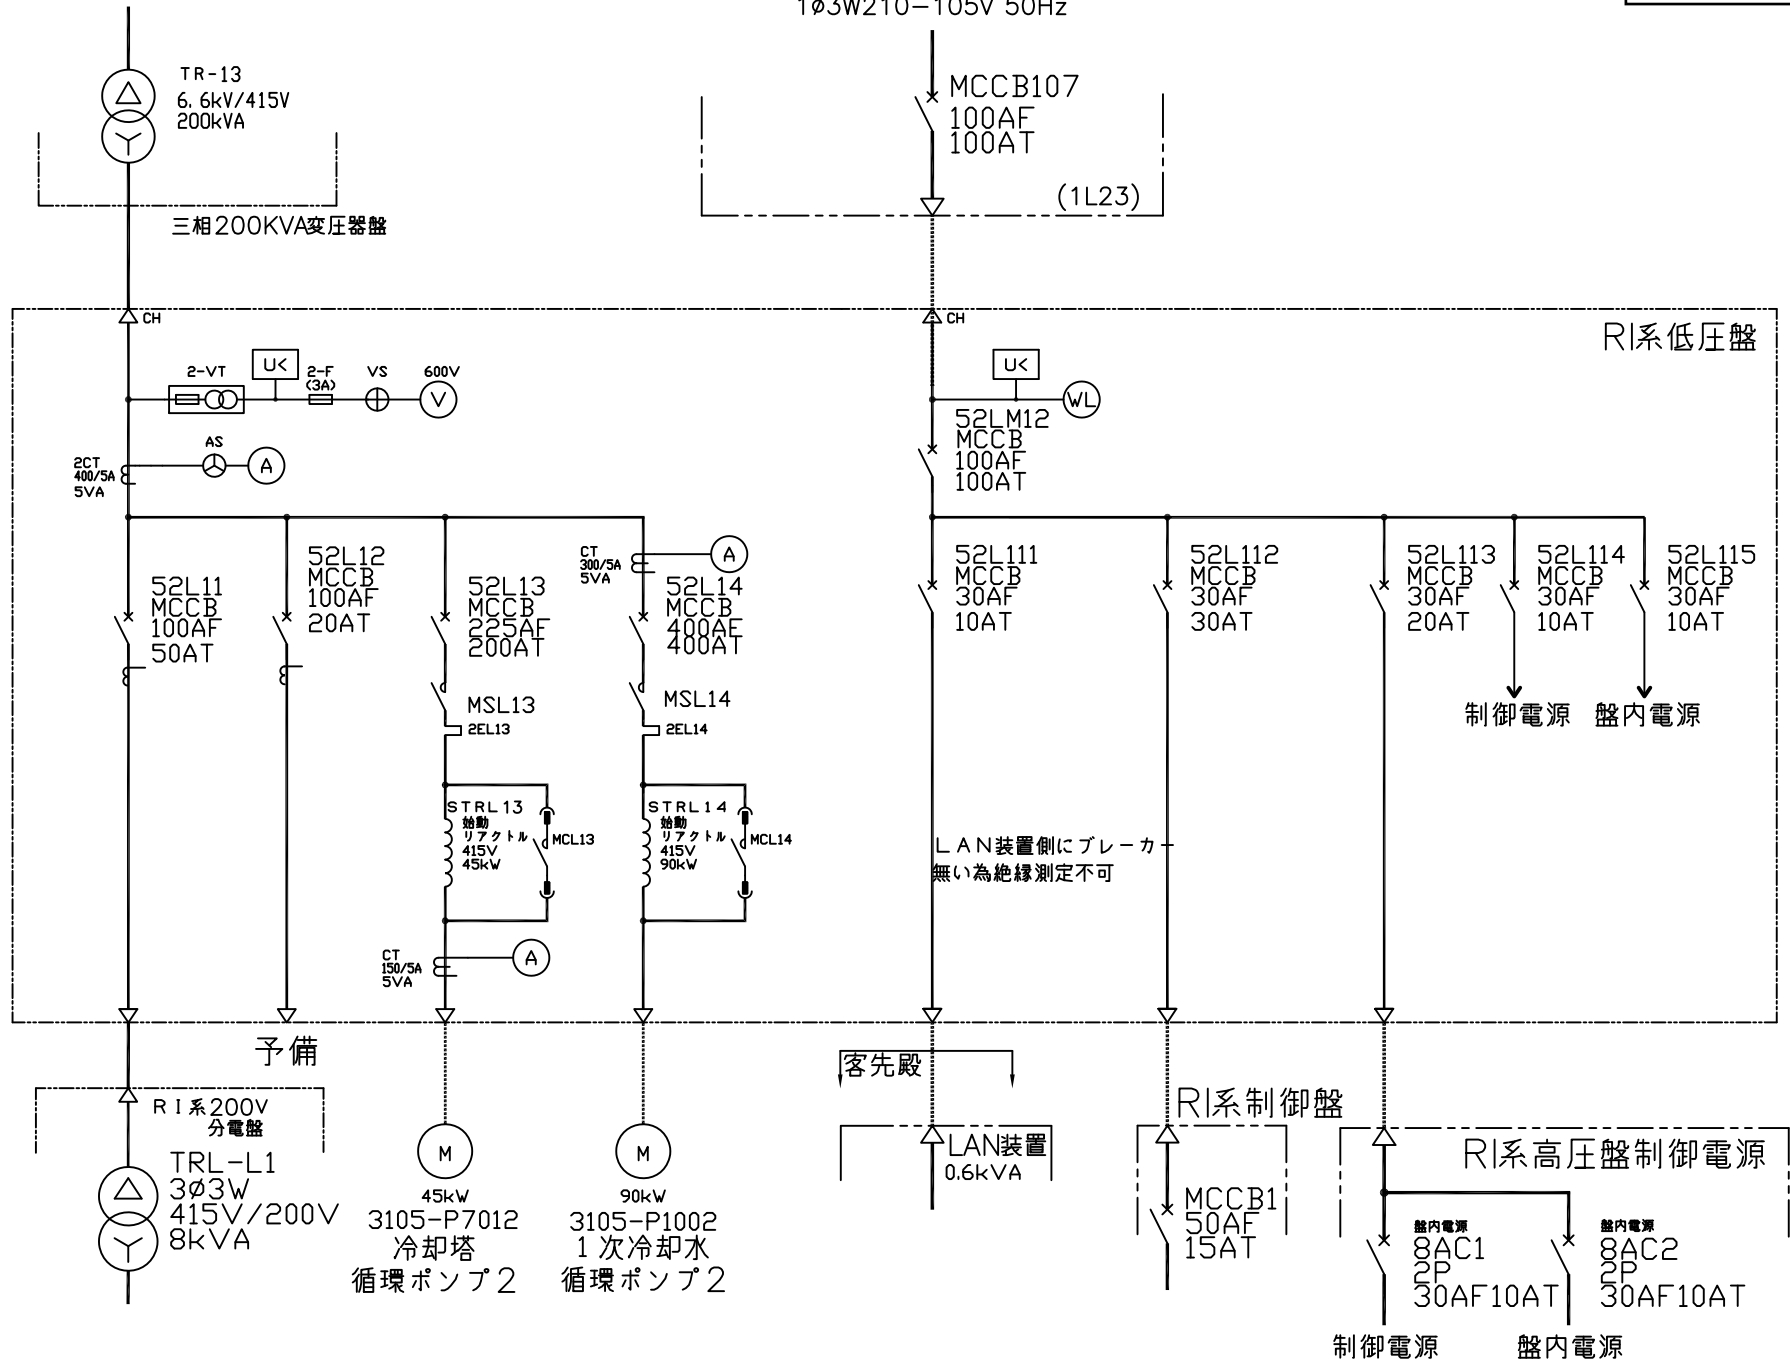 1φ3W210-105V 50Hz
TR-13
6.6kV/415V
200kVA
三相200KVA変圧器盤
MCCB107
100AF
100AT
(1L23)
CH
CH
RI系低圧盤
2-VT
U<
2-F
(3A)
VS
600V
V
U<
WL
AS
A
2CT
400/5A
5VA
52LM12
MCCB
100AF
100AT
52L11
MCCB
100AF
50AT
52L12
MCCB
100AF
20AT
52L13
MCCB
225AF
200AT
CT
300/5A
5VA
A
52L14
MCCB
400AF
400AT
52L111
MCCB
30AF
10AT
52L112
MCCB
30AF
30AT
52L113
MCCB
30AF
20AT
52L114
MCCB
30AF
10AT
52L115
MCCB
30AF
10AT
制御電源
盤内電源
MSL13
2EL13
MSL14
2EL14
STRL13
始動
リアクトル
415V
45kW
MCL13
STRL14
始動
リアクトル
415V
90kW
MCL14
LAN装置側にブレーカー
無い為絶縁測定不可
CT
150/5A
5VA
A
予備
客先殿
RI系200V
分電盤
TRL-L1
3φ3W
415V/200V
8kVA
M
45kW
3105-P7012
冷却塔
循環ポンプ2
M
90kW
3105-P1002
1次冷却水
循環ポンプ2
LAN装置
0.6kVA
RI系制御盤
MCCB1
50AF
15AT
RI系高圧盤制御電源
盤内電源
8AC1
2P
30AF10AT
制御電源
盤内電源
8AC2
2P
30AF10AT
盤内電源